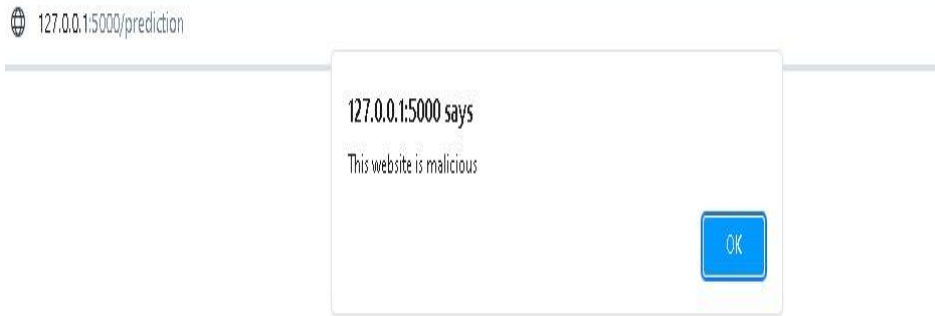 127.0.0.1:5000/prediction
127.0.0.1:5000 says
This website is malicious
OK